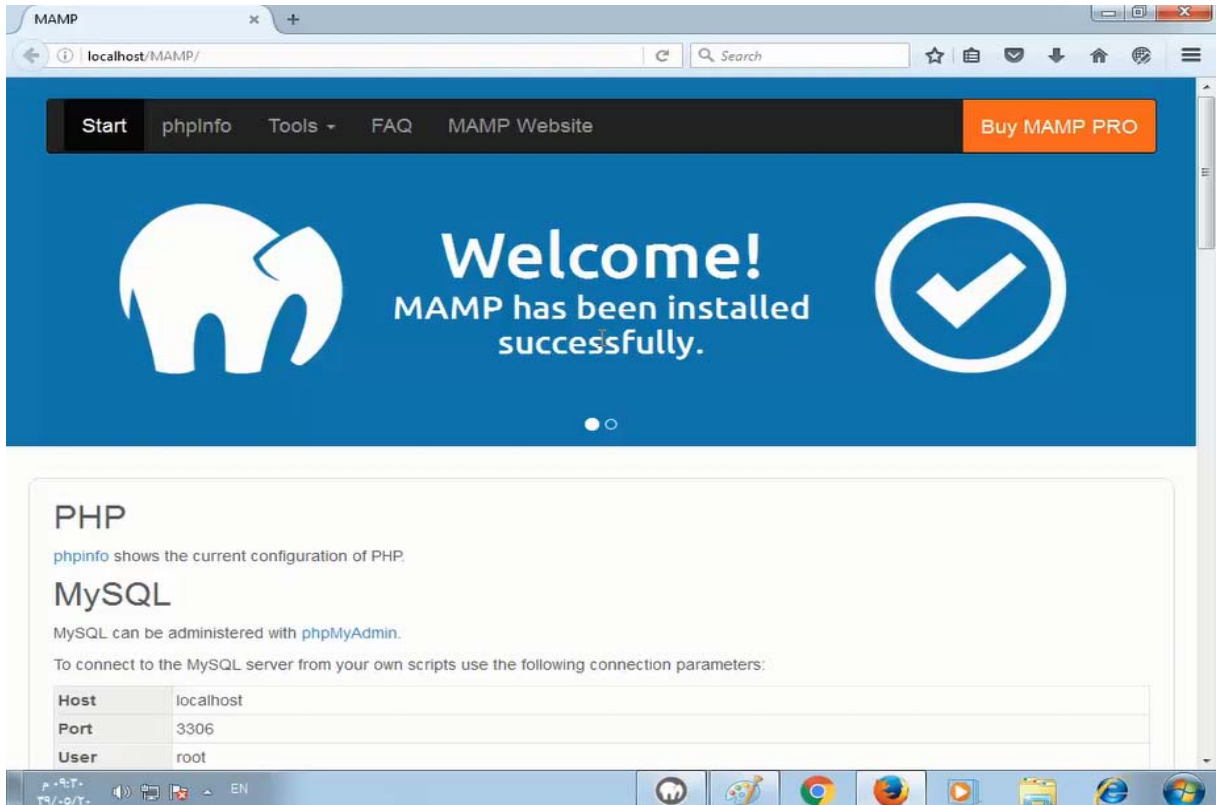 MAMP
localhost/MAMP/
Search
Start phpInfo Tools FAQ MAMP Website Buy MAMP PRO
Welcome!
MAMP has been installed
successfully.
PHP
phpinfo shows the current configuration of PHP.
MySQL
MySQL can be administered with phpMyAdmin.
To connect to the MySQL server from your own scripts use the following connection parameters:
Host localhost
Port 3306
User root
EN
٠٩:٣٠ م